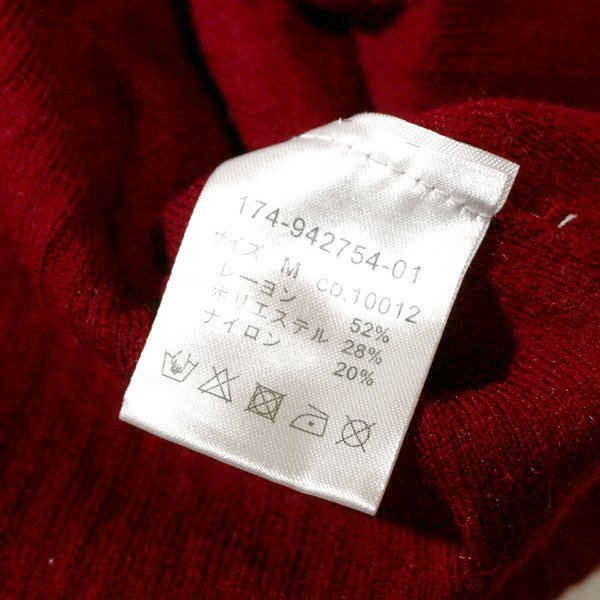 174-942754-01
サイズ M CD.10012
レーヨン 52%
ポリエステル 28%
ナイロン 20%